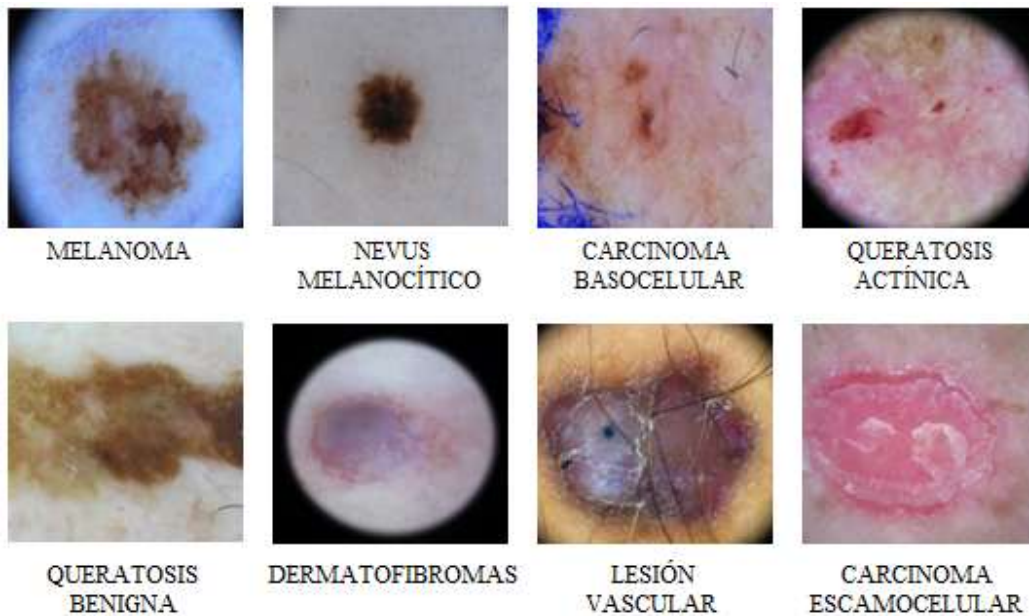 MELANOMA
NEVUS
MELANOCÍTICO
CARCINOMA
BASOCELULAR
QUERATOSIS
ACTÍNICA
QUERATOSIS
BENIGNA
DERMATOFIBROMAS
LESIÓN
VASCULAR
CARCINOMA
ESCAMOCELULAR